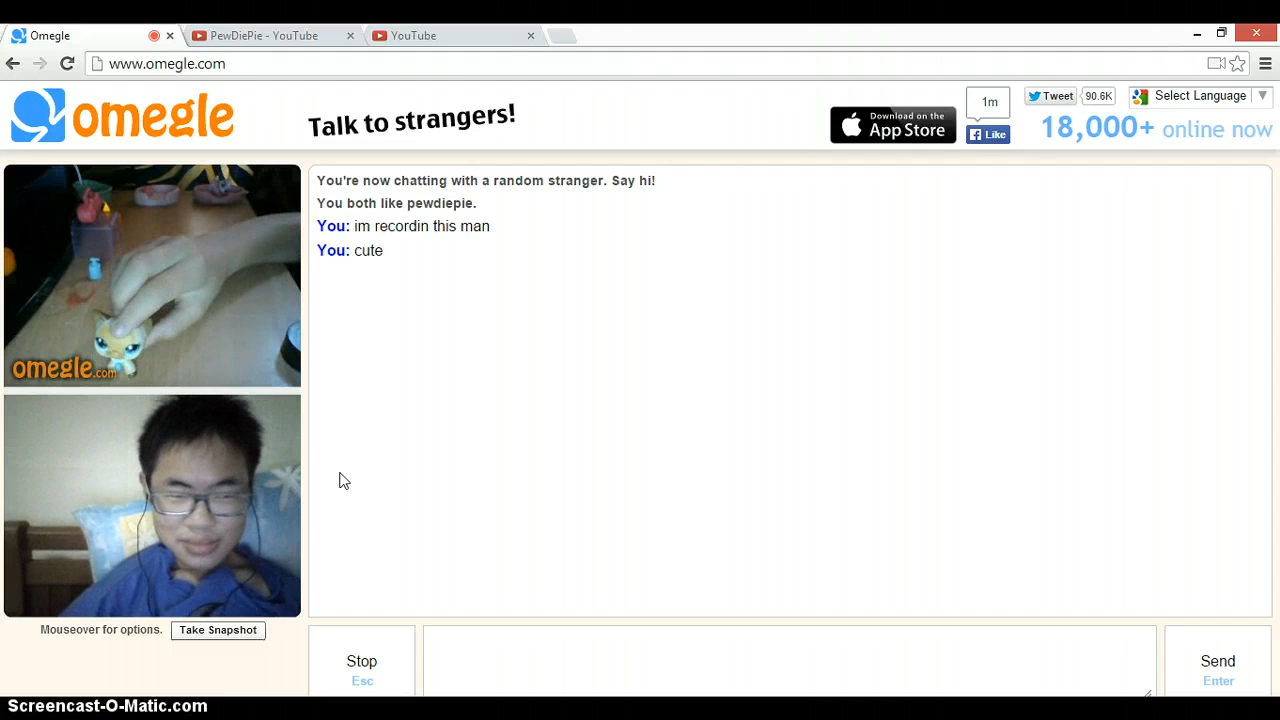 Omegle
PewDiePie - YouTube
YouTube
www.omegle.com
omegle
Talk to strangers!
Download on the
App Store
1m
Like
Tweet
90.6K
Select Language
18,000+ online now
omegle.com
You're now chatting with a random stranger. Say hi!
You both like pewdiepie.
You: im recordin this man
You: cute
Mouseover for options.
Take Snapshot
Stop
Esc
Send
Enter
Screencast-O-Matic.com